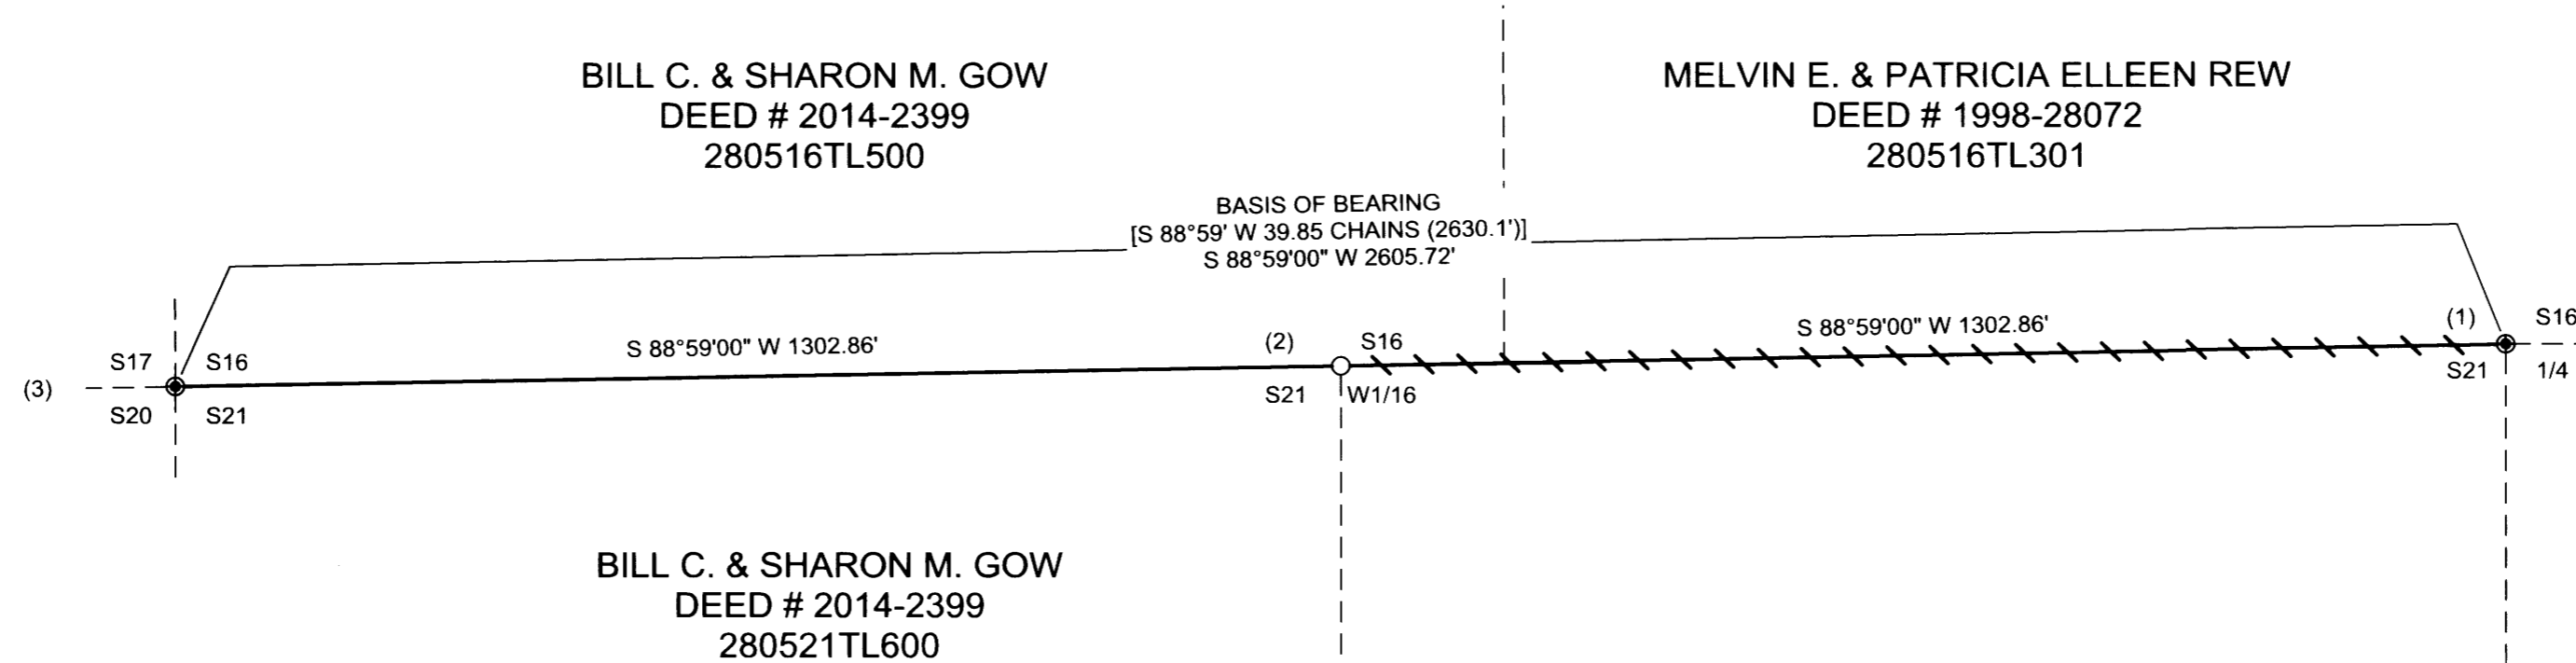 BILL C. & SHARON M. GOW
DEED # 2014-2399
280516TL500
MELVIN E. & PATRICIA ELLEEN REW
DEED # 1998-28072
280516TL301
BASIS OF BEARING
[S 88°59' W 39.85 CHAINS (2630.1')]
S 88°59'00" W 2605.72'
S 88°59'00" W 1302.86'
(2)
S16
S 88°59'00" W 1302.86'
(1)
S16
S17
S16
(3)
S20
S21
S21
W1/16
S21
1/4
BILL C. & SHARON M. GOW
DEED # 2014-2399
280521TL600